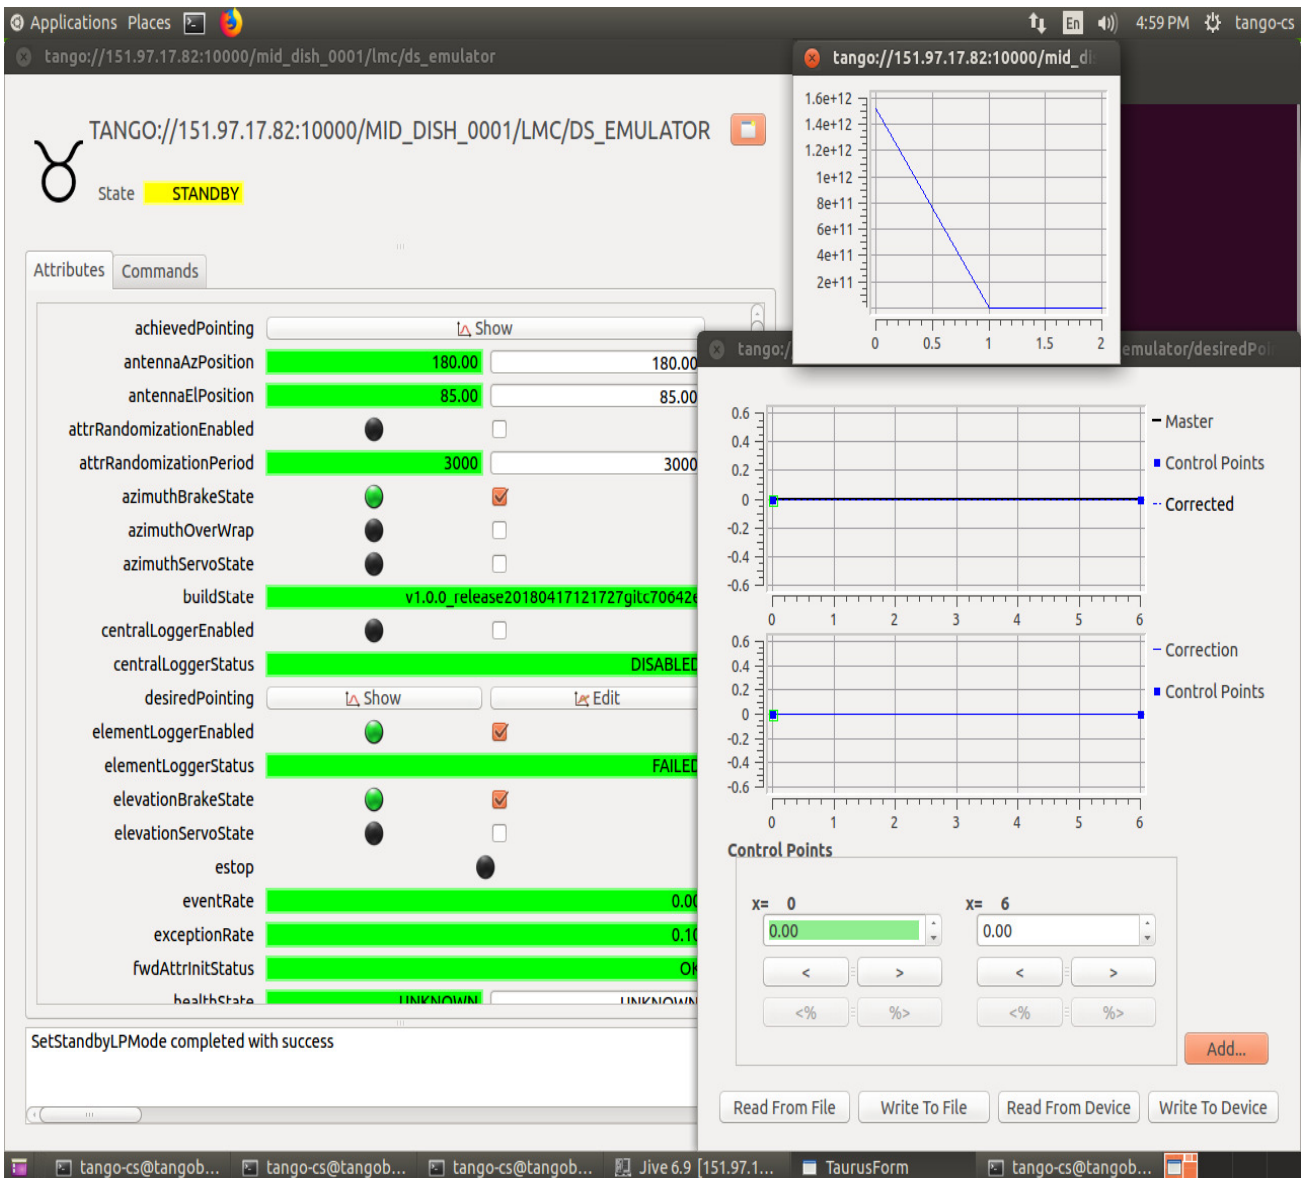 Applications Places
En 4:59 PM tango-cs
tango://151.97.17.82:10000/mid_dish_0001/lmc/ds_emulator
TANGO://151.97.17.82:10000/MID_DISH_0001/LMC/DS_EMULATOR
State STANDBY
Attributes Commands
achievedPointing Show
antennaAzPosition 180.00 180.00
antennaElPosition 85.00 85.00
attrRandomizationEnabled
attrRandomizationPeriod 3000 3000
azimuthBrakeState
azimuthOverWrap
azimuthServoState
buildState v1.0.0_release20180417121727gitc70642e
centralLoggerEnabled
centralLoggerStatus DISABLED
desiredPointing Show Edit
elementLoggerEnabled
elementLoggerStatus FAILED
elevationBrakeState
elevationServoState
estop
eventRate 0.00
exceptionRate 0.10
fwdAttrInitStatus OK
healthState UNKNOWN UNKNOWN
SetStandbyLPMode completed with success
tango://151.97.17.82:10000/mid_di
1.6e+12
1.4e+12
1.2e+12
1e+12
8e+11
6e+11
4e+11
2e+11
0 0.5 1 1.5 2
tango:/ emulator/desiredPoi
0.6
0.4
0.2
0
-0.2
-0.4
-0.6
0 1 2 3 4 5 6
Master
Control Points
Corrected
0.6
0.4
0.2
0
-0.2
-0.4
-0.6
0 1 2 3 4 5 6
Correction
Control Points
Control Points
x= 0 x= 6
0.00 0.00
< > < >
<% %> <% %>
Add...
Read From File Write To File Read From Device Write To Device
tango-cs@tangob... tango-cs@tangob... tango-cs@tangob... Jive 6.9 [151.97.1... TaurusForm tango-cs@tangob...